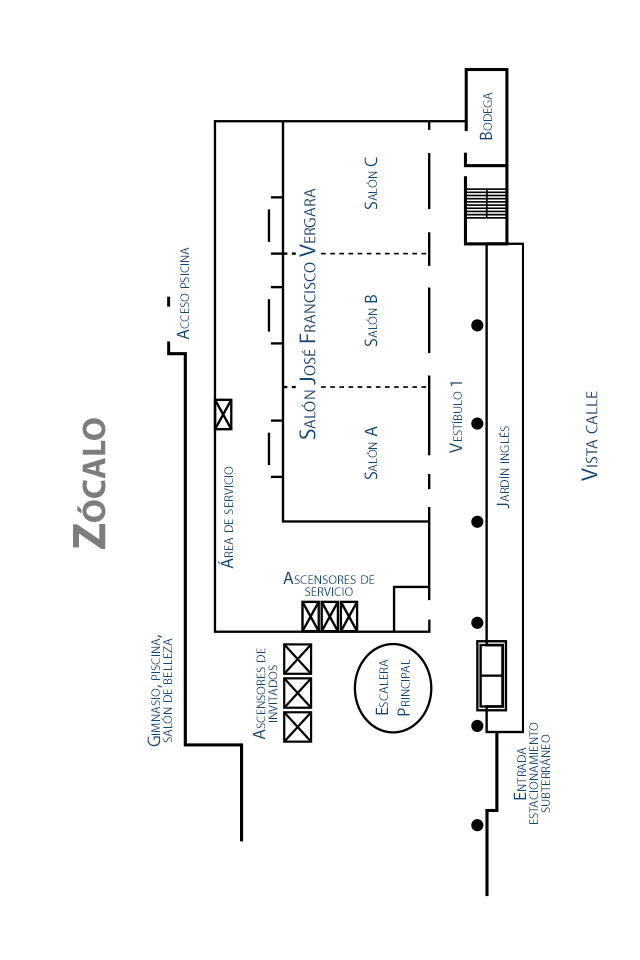 Zócalo
Gimnasio, piscina,
salón de belleza
Acceso psicina
Área de servicio
Ascensores de
invitados
Ascensores de
servicio
Salón José Francisco Vergara
Salón A
Salón B
Salón C
Escalera
Principal
Vestíbulo 1
Bodega
Jardín inglés
Entrada
estacionamiento
subterráneo
Vista calle